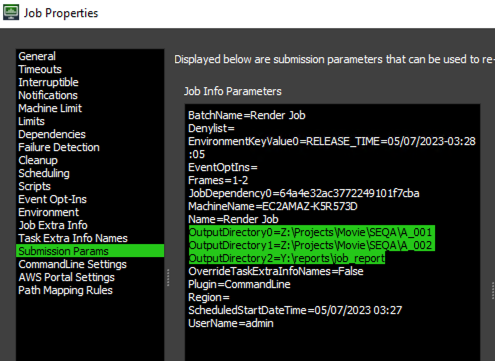 Job Properties
General
Timeouts
Interruptible
Notifications
Machine Limit
Limits
Dependencies
Failure Detection
Cleanup
Scheduling
Scripts
Event Opt-Ins
Environment
Job Extra Info
Task Extra Info Names
Submission Params
CommandLine Settings
AWS Portal Settings
Path Mapping Rules
Displayed below are submission parameters that can be used to re-
Job Info Parameters
BatchName=Render Job
Denylist=
EnvironmentKeyValue0=RELEASE_TIME=05/07/2023-03:28
:05
EventOptIns=
Frames=1-2
JobDependency0=64a4e32ac3772249101f7cba
MachineName=EC2AMAZ-K5R573D
Name=Render Job
OutputDirectory0=Z:\Projects\Movie\SEQA\A_001
OutputDirectory1=Z:\Projects\Movie\SEQA\A_002
OutputDirectory2=Y:\reports\job_report
OverrideTaskExtraInfoNames=False
Plugin=CommandLine
Region=
ScheduledStartDateTime=05/07/2023 03:27
UserName=admin